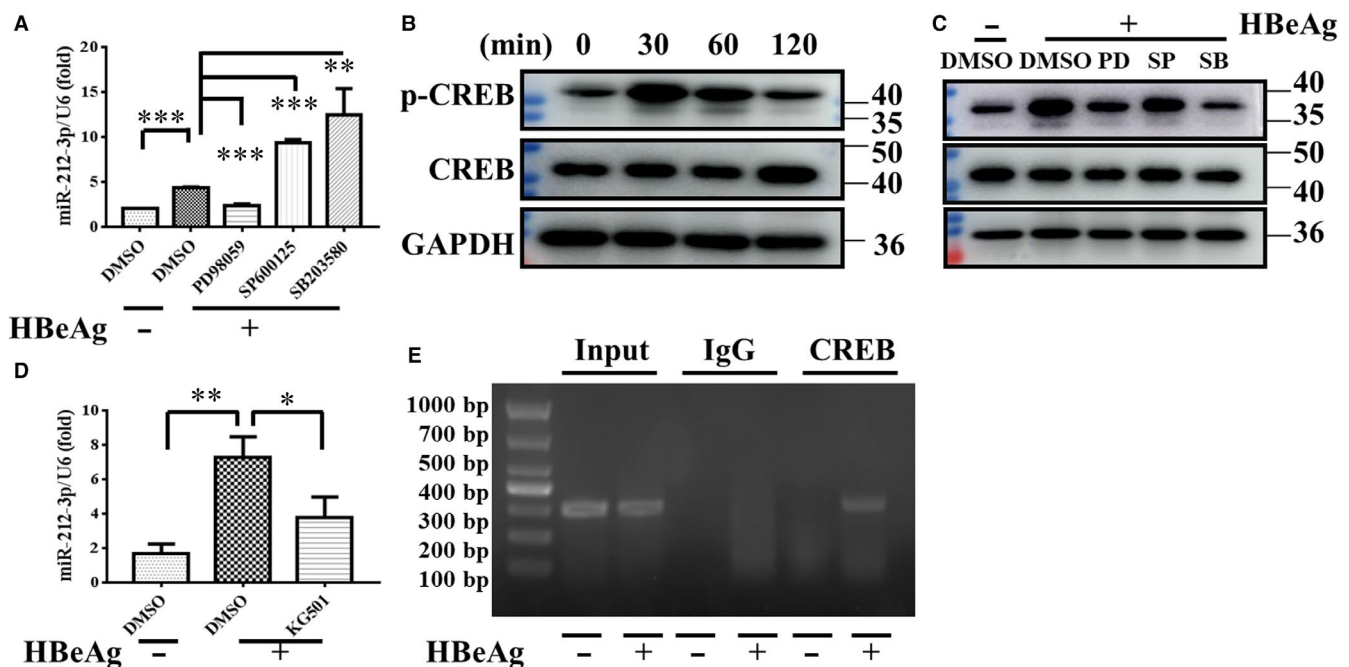 A
miR-212-3p/U6 (fold)
20
15
10
5
0
***
***
***
**
DMSO
DMSO
PD98059
SP600125
SB203580
HBeAg - +
B
(min) 0 30 60 120
p-CREB
40
35
CREB
50
40
GAPDH
36
C
- + HBeAg
DMSO DMSO PD SP SB
40
35
50
40
36
D
miR-212-3p/U6 (fold)
10
8
6
4
2
0
**
*
DMSO
DMSO
KG501
HBeAg - +
E
Input IgG CREB
1000 bp
700 bp
500 bp
400 bp
300 bp
200 bp
100 bp
HBeAg - + - + - +